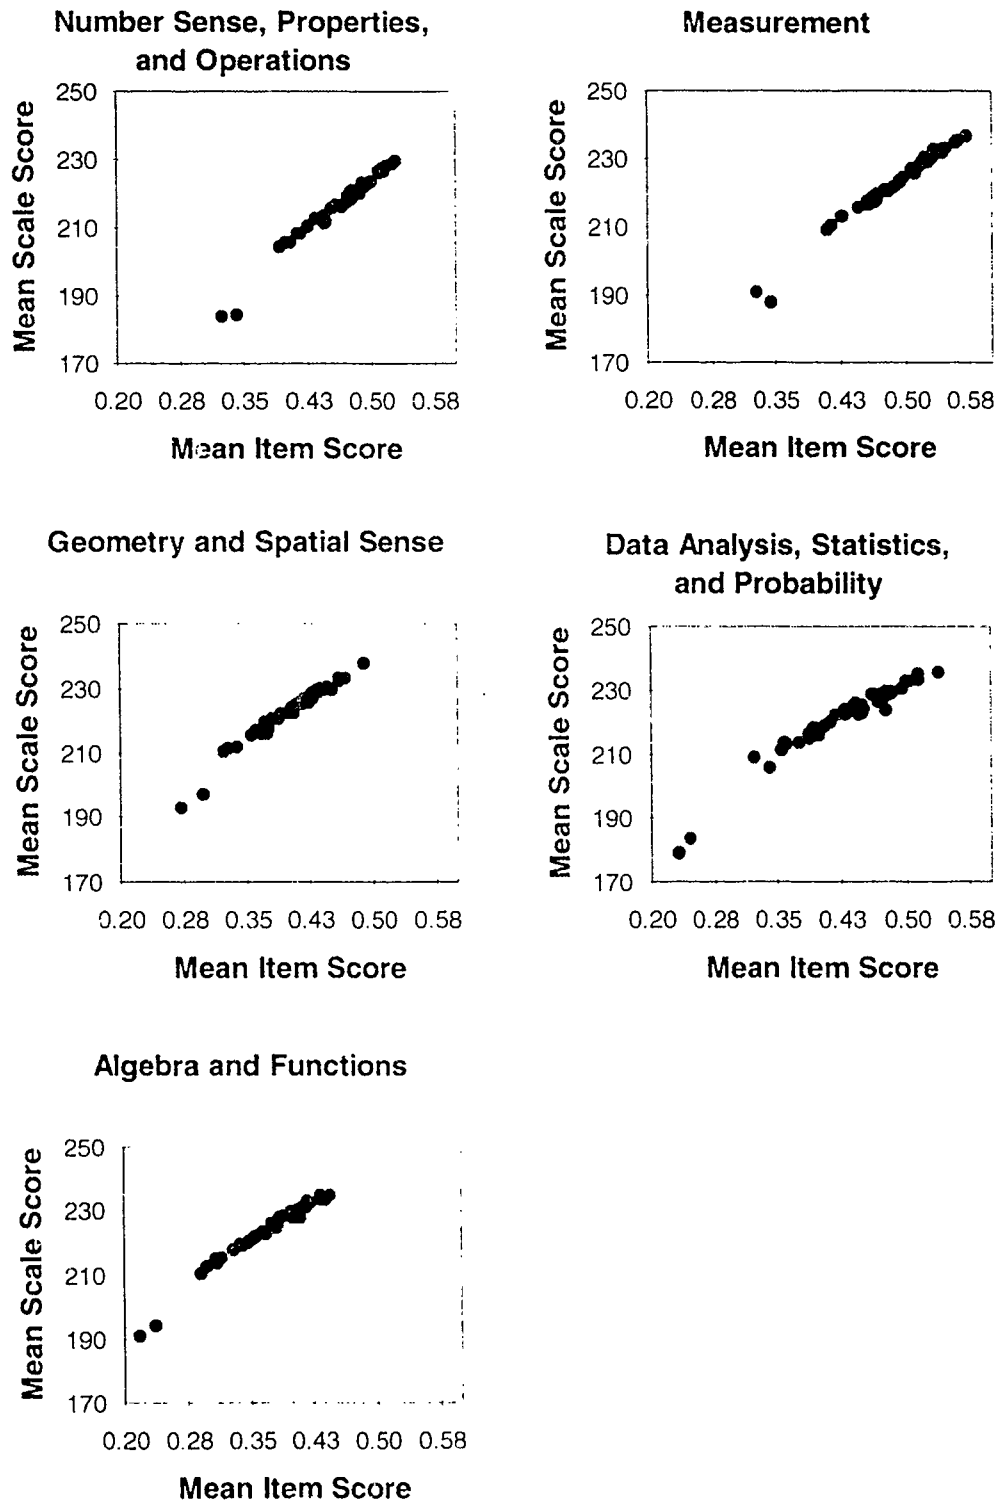 Number Sense, Properties,
and Operations
Mean Scale Score
250
230
210
190
170
0.20 0.28 0.35 0.43 0.50 0.58
Mean Item Score
Measurement
Mean Scale Score
250
230
210
190
170
0.20 0.28 0.35 0.43 0.50 0.58
Mean Item Score
Geometry and Spatial Sense
Mean Scale Score
250
230
210
190
170
0.20 0.28 0.35 0.43 0.50 0.58
Mean Item Score
Data Analysis, Statistics,
and Probability
Mean Scale Score
250
230
210
190
170
0.20 0.28 0.35 0.43 0.50 0.58
Mean Item Score
Algebra and Functions
Mean Scale Score
250
230
210
190
170
0.20 0.28 0.35 0.43 0.50 0.58
Mean Item Score